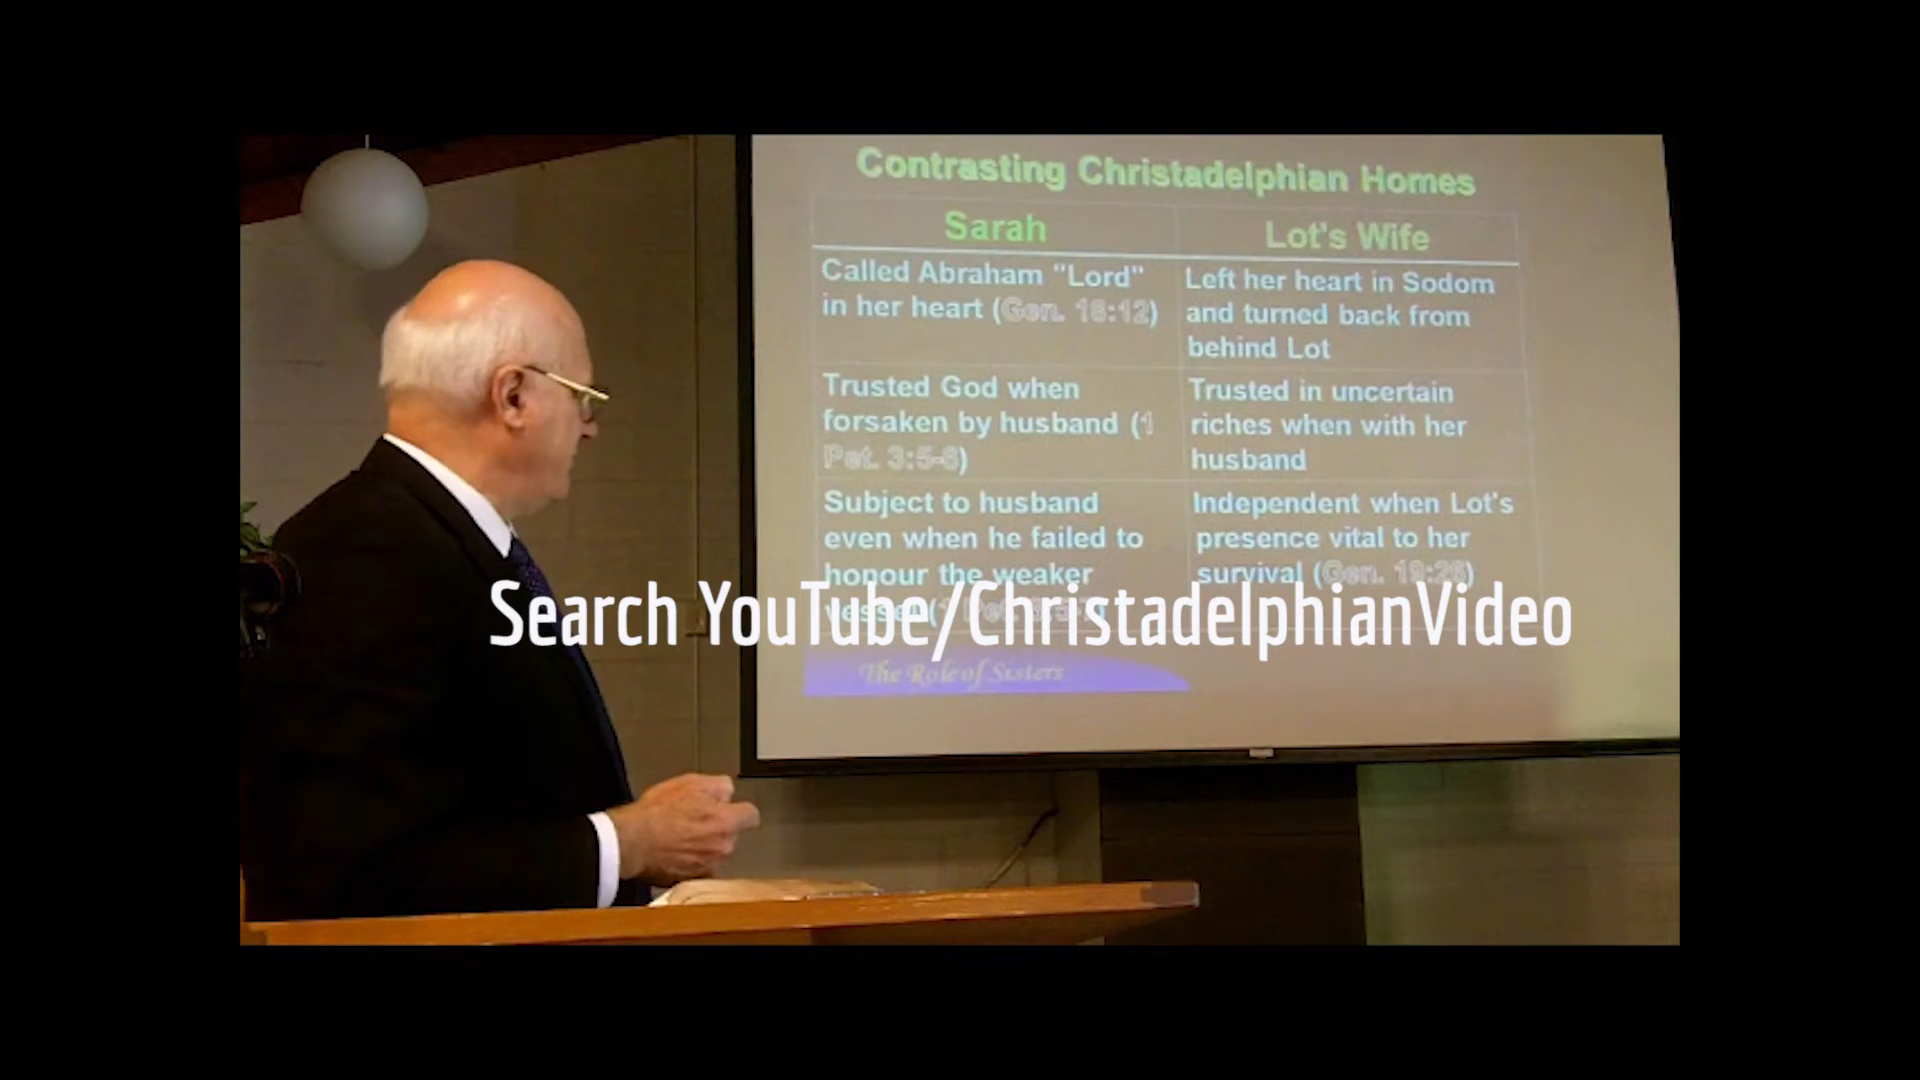 Contrasting Christadelphian Homes
Sarah
Lot's Wife
Called Abraham "Lord"
in her heart (Gen. 18:12)
Left her heart in Sodom
and turned back from
behind Lot
Trusted God when
forsaken by husband (1
Pet. 3:5-6)
Trusted in uncertain
riches when with her
husband
Subject to husband
even when he failed to
honour the weaker
vessel
Independent when Lot's
presence vital to her
survival (Gen. 19:26)
Search YouTube/ChristadelphianVideo
The Role of Sisters